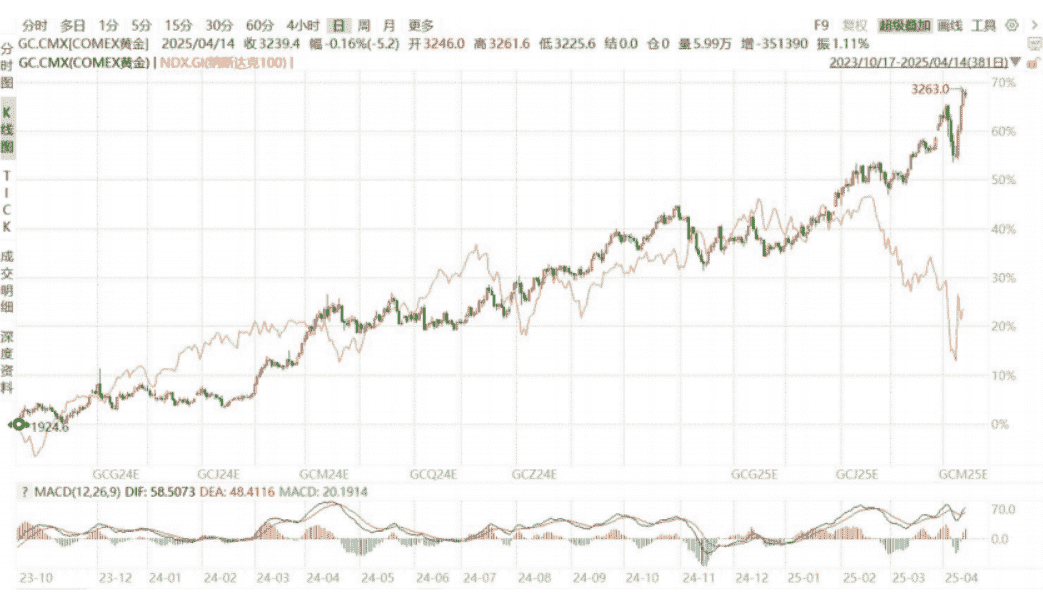 分时 多日 1分 5分 15分 30分 60分 4小时 日 周 月 更多 F9 复权 超级叠加 画线 工具
GC.CMX[COMEX黄金] 2025/04/14 收3239.4 幅-0.16%(-5.2) 开3246.0 高3261.6 低3225.6 结0.0 仓0 量5.99万 增-351390 振1.11%
GC.CMX(COMEX黄金) | NDX.GI(纳斯达克100) | 2023/10/17-2025/04/14(381日)
分时图
K线图
TICK
成交明细
深度资料
3263.0
1924.6
70%
60%
50%
40%
30%
20%
10%
0%
GCG24E GCJ24E GCM24E GCQ24E GCZ24E GCG25E GCJ25E GCM25E
? MACD(12,26,9) DIF: 58.5073 DEA: 48.4116 MACD: 20.1914
70.0
0.0
23-10 23-12 24-01 24-02 24-03 24-04 24-05 24-06 24-07 24-08 24-09 24-10 24-11 24-12 25-01 25-02 25-03 25-04